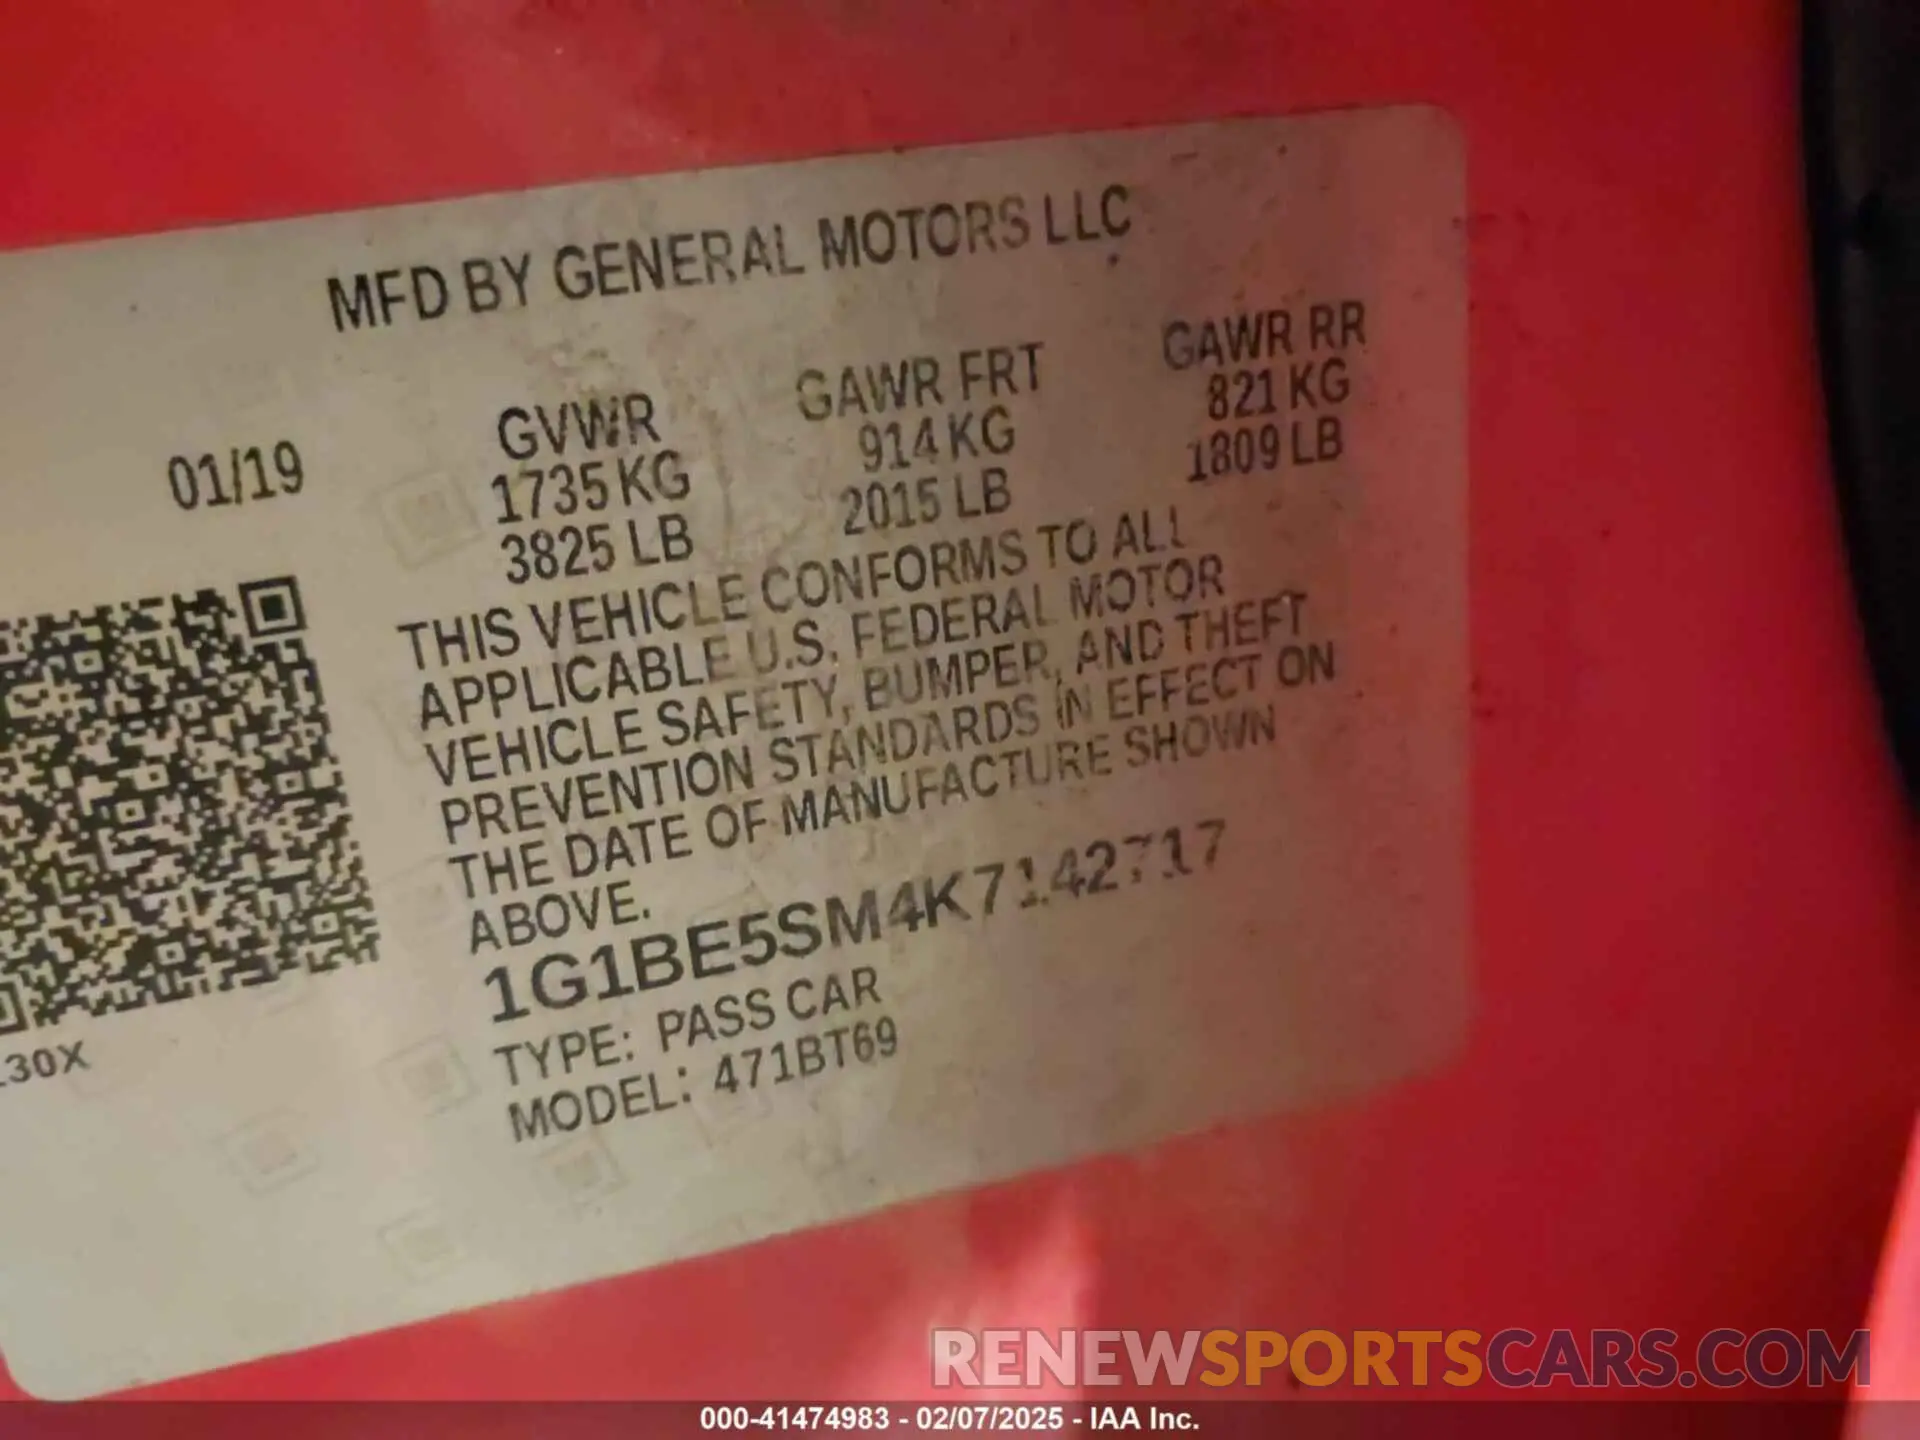 MFD BY GENERAL MOTORS LLC
01/19
GVWR
1735 KG
3825 LB
GAWR FRT
914 KG
2015 LB
GAWR RR
821 KG
1809 LB
THIS VEHICLE CONFORMS TO ALL
APPLICABLE U.S. FEDERAL MOTOR
VEHICLE SAFETY, BUMPER, AND THEFT
PREVENTION STANDARDS IN EFFECT ON
THE DATE OF MANUFACTURE SHOWN
ABOVE.
1G1BE5SM4K7142717
TYPE: PASS CAR
MODEL: 471BT69
30X
RENEWSPORTSCARS.COM
000-41474983 - 02/07/2025 - IAA Inc.